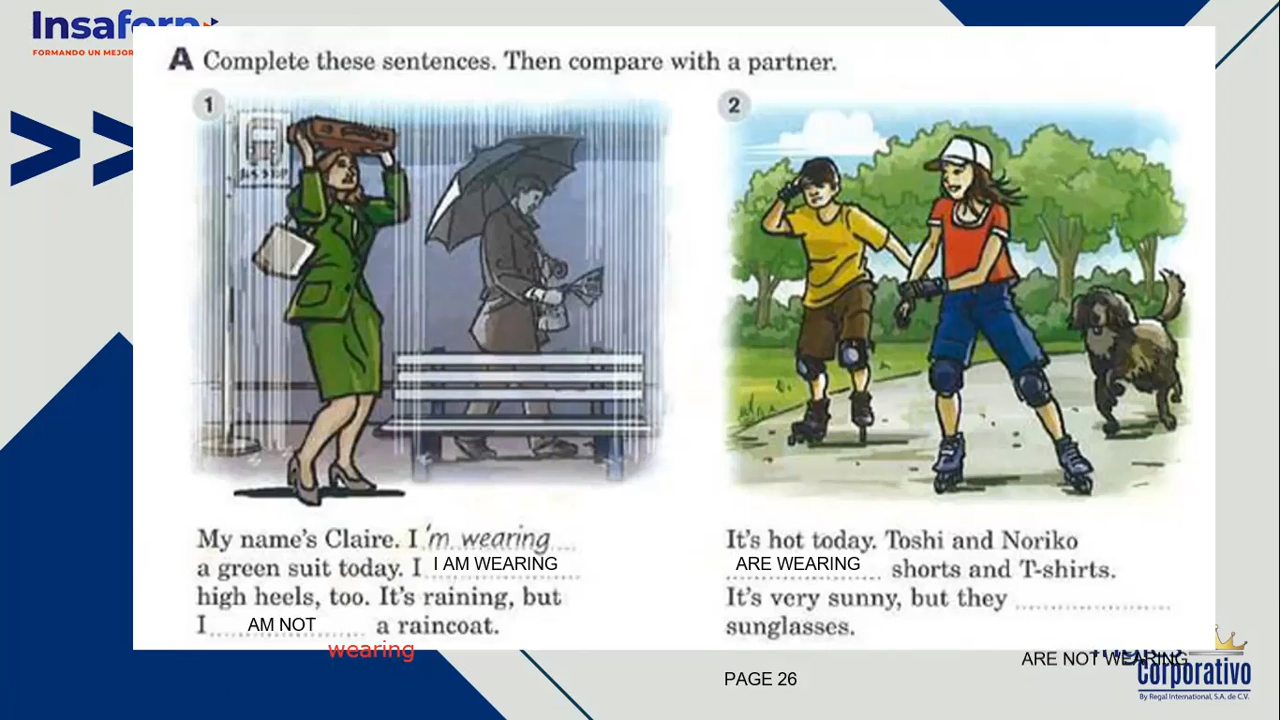 Insaforp
FORMANDO UN MEJOR
A Complete these sentences. Then compare with a partner.
1
BUS STOP
My name's Claire. I 'm wearing
a green suit today. I I AM WEARING
high heels, too. It's raining, but
I AM NOT a raincoat.
wearing
2
It's hot today. Toshi and Noriko
ARE WEARING shorts and T-shirts.
It's very sunny, but they
sunglasses.
ARE NOT WEARING
PAGE 26
corporativo
By Regal International, S.A. de C.V.